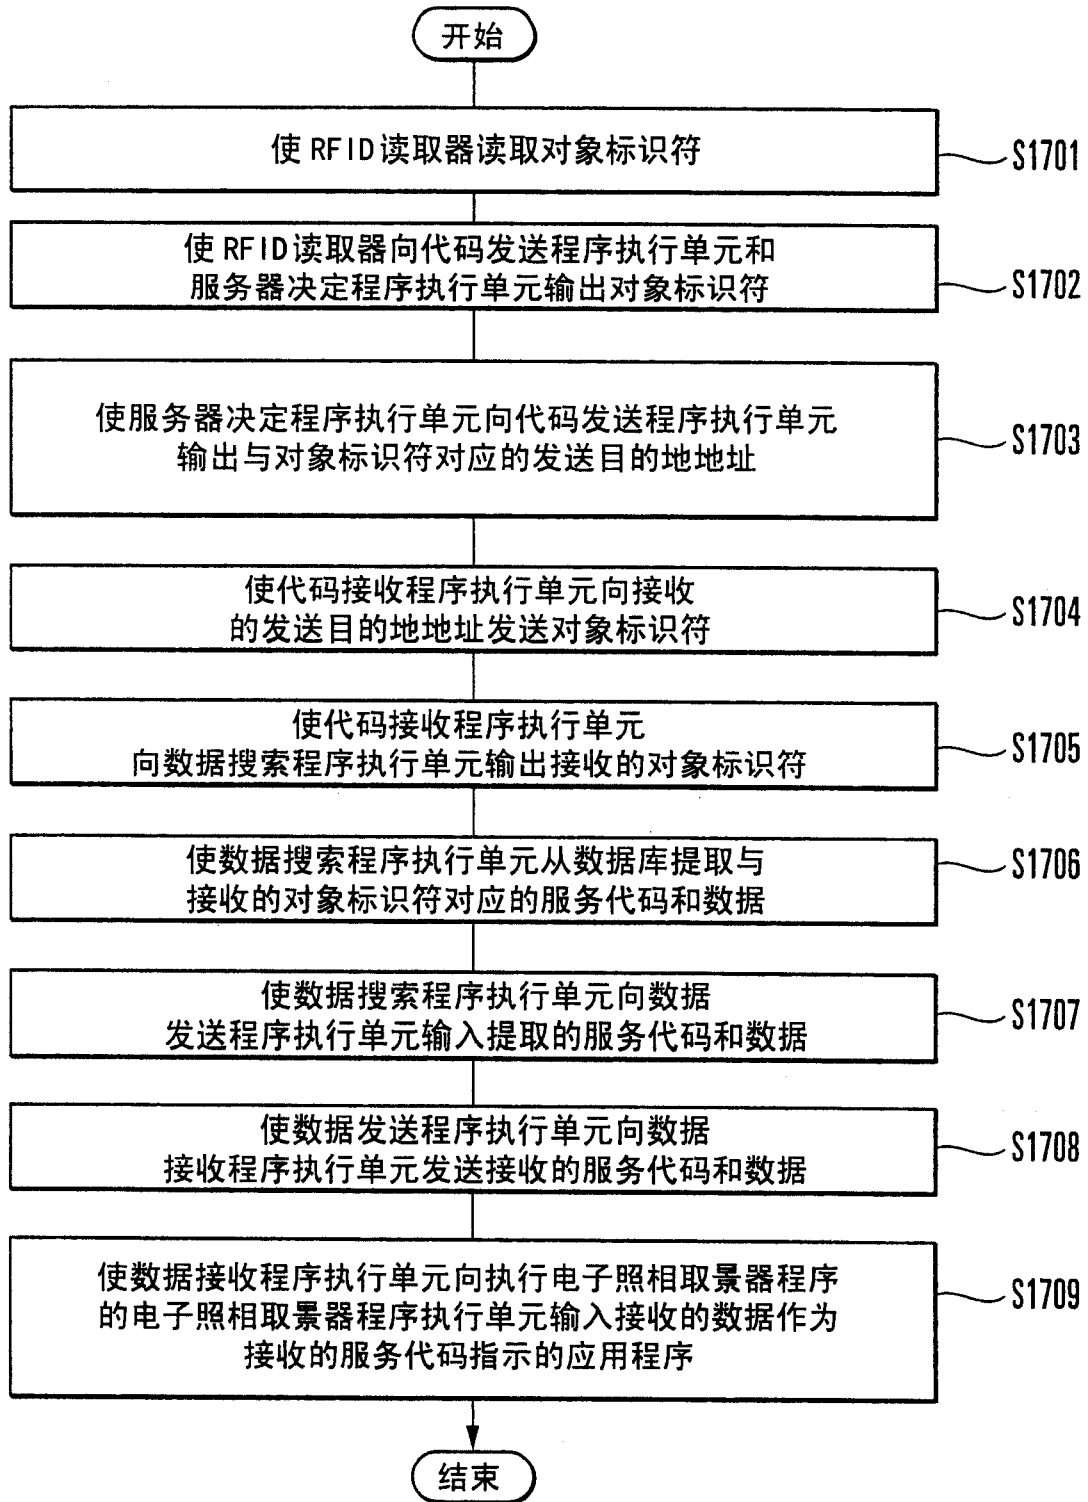 开始
使RFID读取器读取对象标识符
S1701
使RFID读取器向代码发送程序执行单元和
服务器决定程序执行单元输出对象标识符
S1702
使服务器决定程序执行单元向代码发送程序执行单元
输出与对象标识符对应的发送目的地地址
S1703
使代码接收程序执行单元向接收
的发送目的地地址发送对象标识符
S1704
使代码接收程序执行单元
向数据搜索程序执行单元输出接收的对象标识符
S1705
使数据搜索程序执行单元从数据库提取与
接收的对象标识符对应的服务代码和数据
S1706
使数据搜索程序执行单元向数据
发送程序执行单元输入提取的服务代码和数据
S1707
使数据发送程序执行单元向数据
接收程序执行单元发送接收的服务代码和数据
S1708
使数据接收程序执行单元向执行电子照相取景器程序
的电子照相取景器程序执行单元输入接收的数据作为
接收的服务代码指示的应用程序
S1709
结束